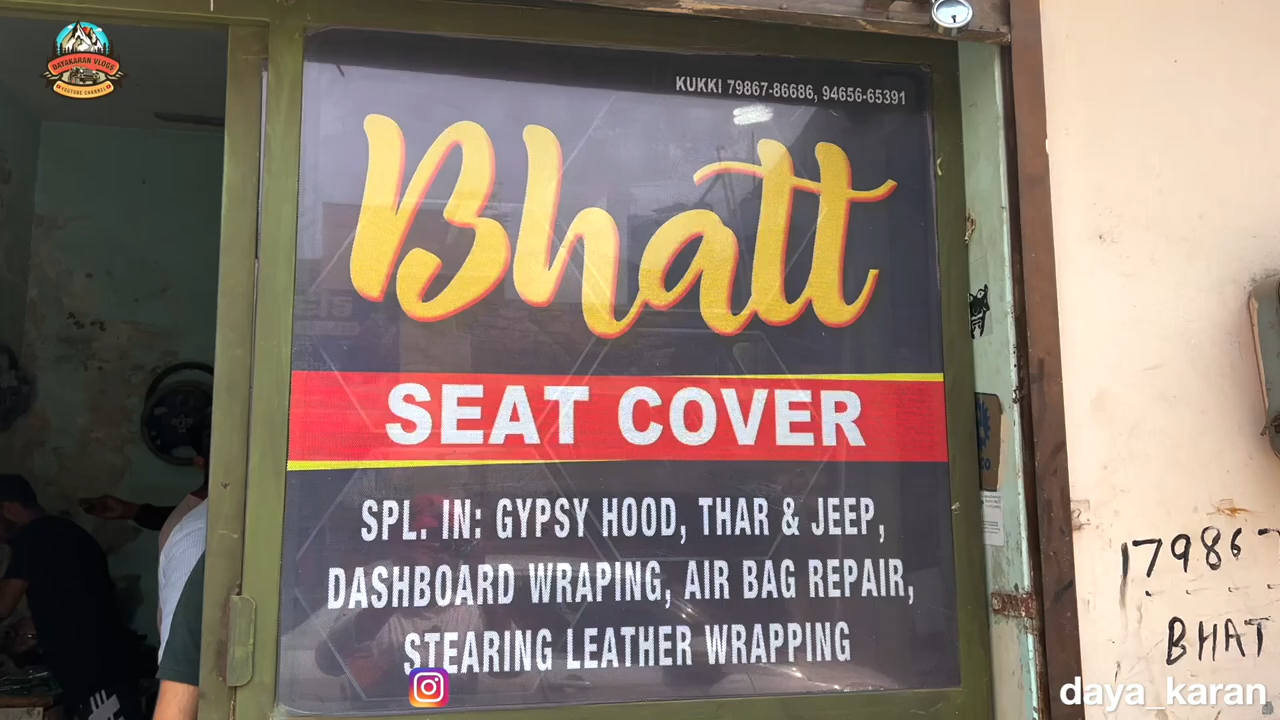 DAYAKARAN VLOGS
YOUTUBE CHANNEL
KUKKI 79867-86686, 94656-65391
Bhatt
SEAT COVER
SPL. IN: GYPSY HOOD, THAR & JEEP,
DASHBOARD WRAPING, AIR BAG REPAIR,
STEARING LEATHER WRAPPING
17986-
BHAT
daya_karan